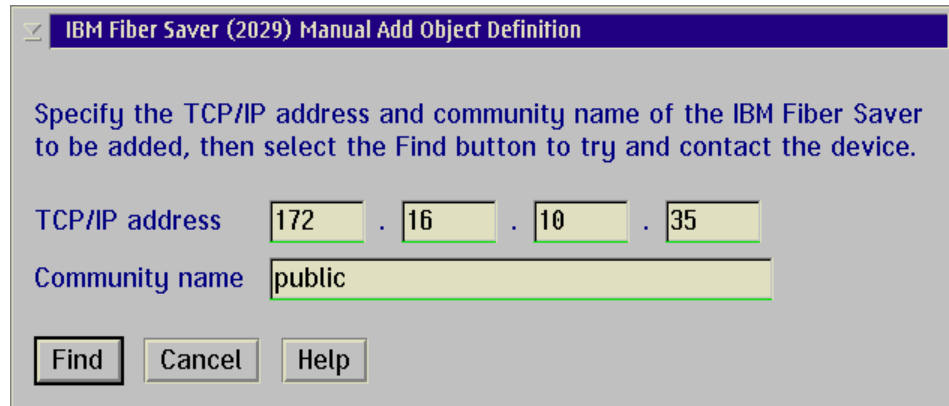 IBM Fiber Saver (2029) Manual Add Object Definition
Specify the TCP/IP address and community name of the IBM Fiber Saver
to be added, then select the Find button to try and contact the device.
TCP/IP address 172 . 16 . 10 . 35
Community name public
Find Cancel Help